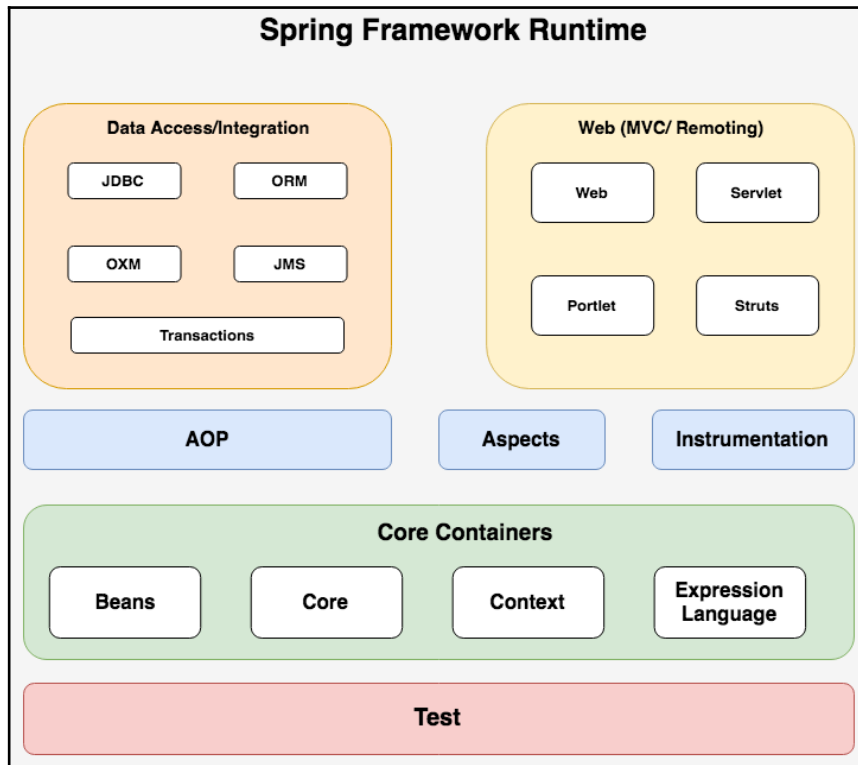 Spring Framework Runtime
Data Access/Integration
JDBC
ORM
OXM
JMS
Transactions
Web (MVC/ Remoting)
Web
Servlet
Portlet
Struts
AOP
Aspects
Instrumentation
Core Containers
Beans
Core
Context
Expression
Language
Test